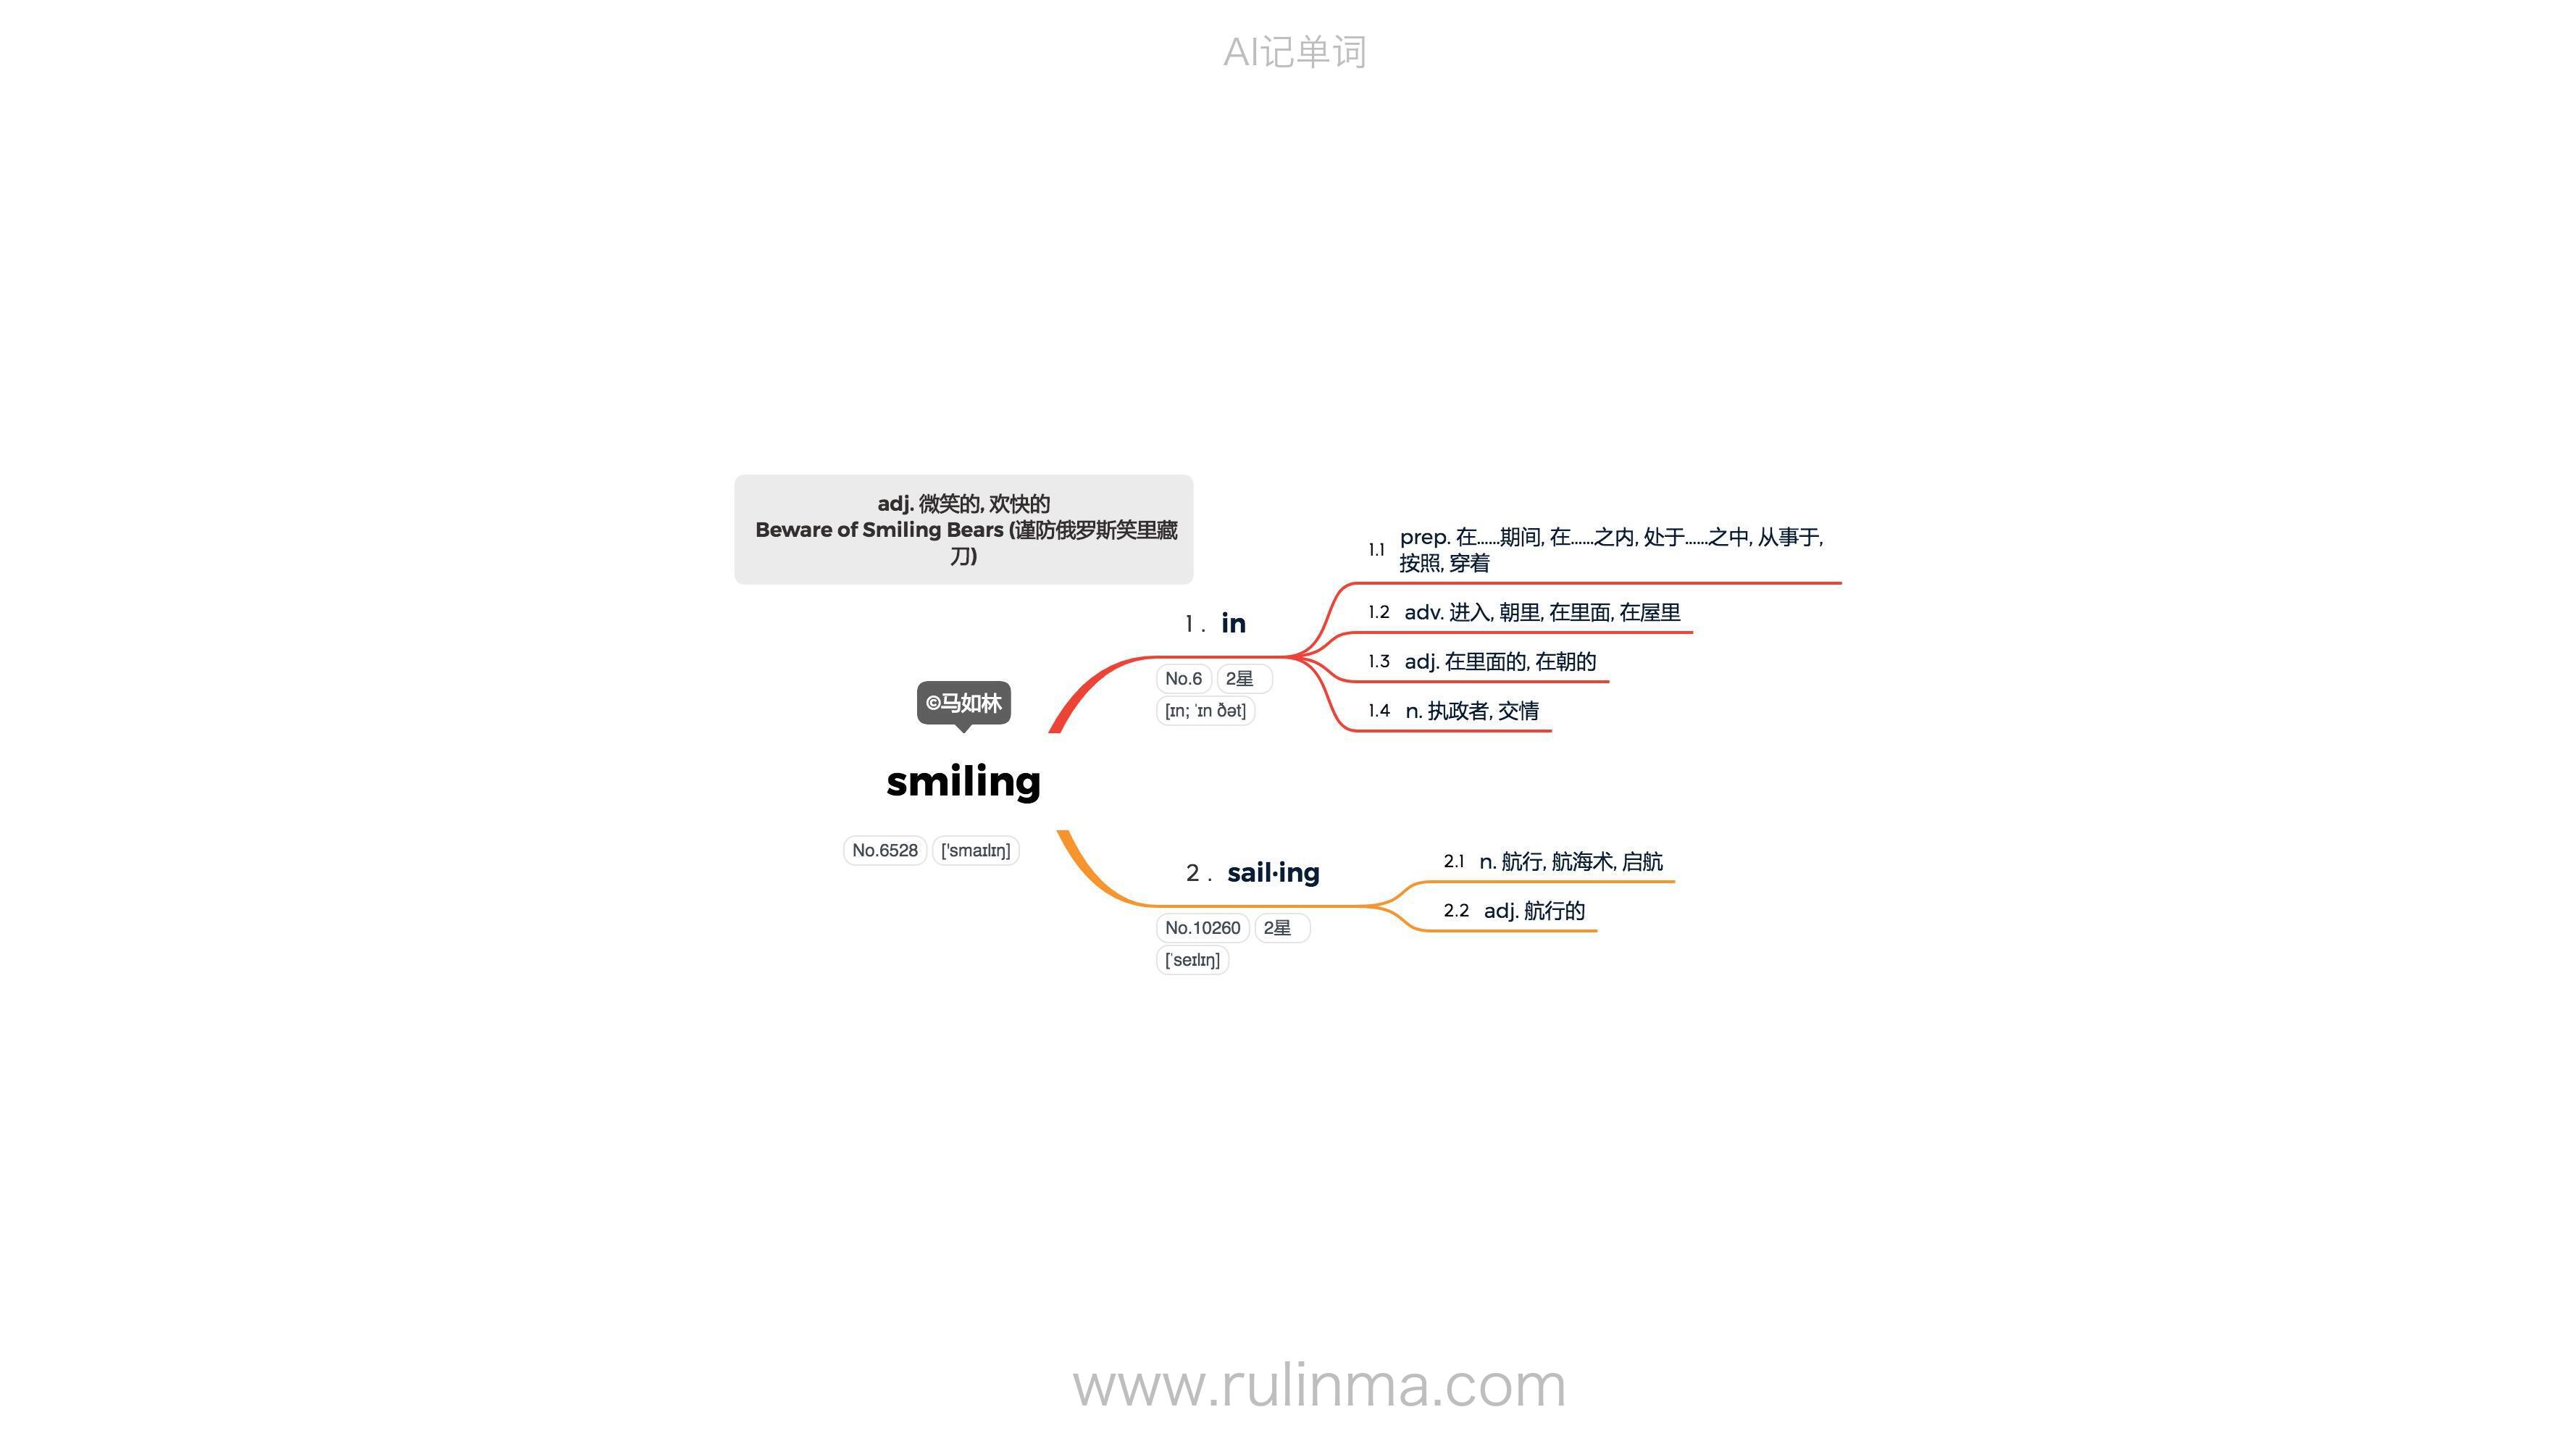 AI记单词
adj. 微笑的, 欢快的
Beware of Smiling Bears (谨防俄罗斯笑里藏
刀)
©马如林
smiling
No.6528 ['smaɪlɪŋ]
1. in
No.6 2星
[ɪn; ˈɪn ðət]
1.1 prep. 在……期间, 在……之内, 处于……之中, 从事于,
按照, 穿着
1.2 adv. 进入, 朝里, 在里面, 在屋里
1.3 adj. 在里面的, 在朝的
1.4 n. 执政者, 交情
2. sail·ing
No.10260 2星
[ˈseɪlɪŋ]
2.1 n. 航行, 航海术, 启航
2.2 adj. 航行的
www.rulinma.com